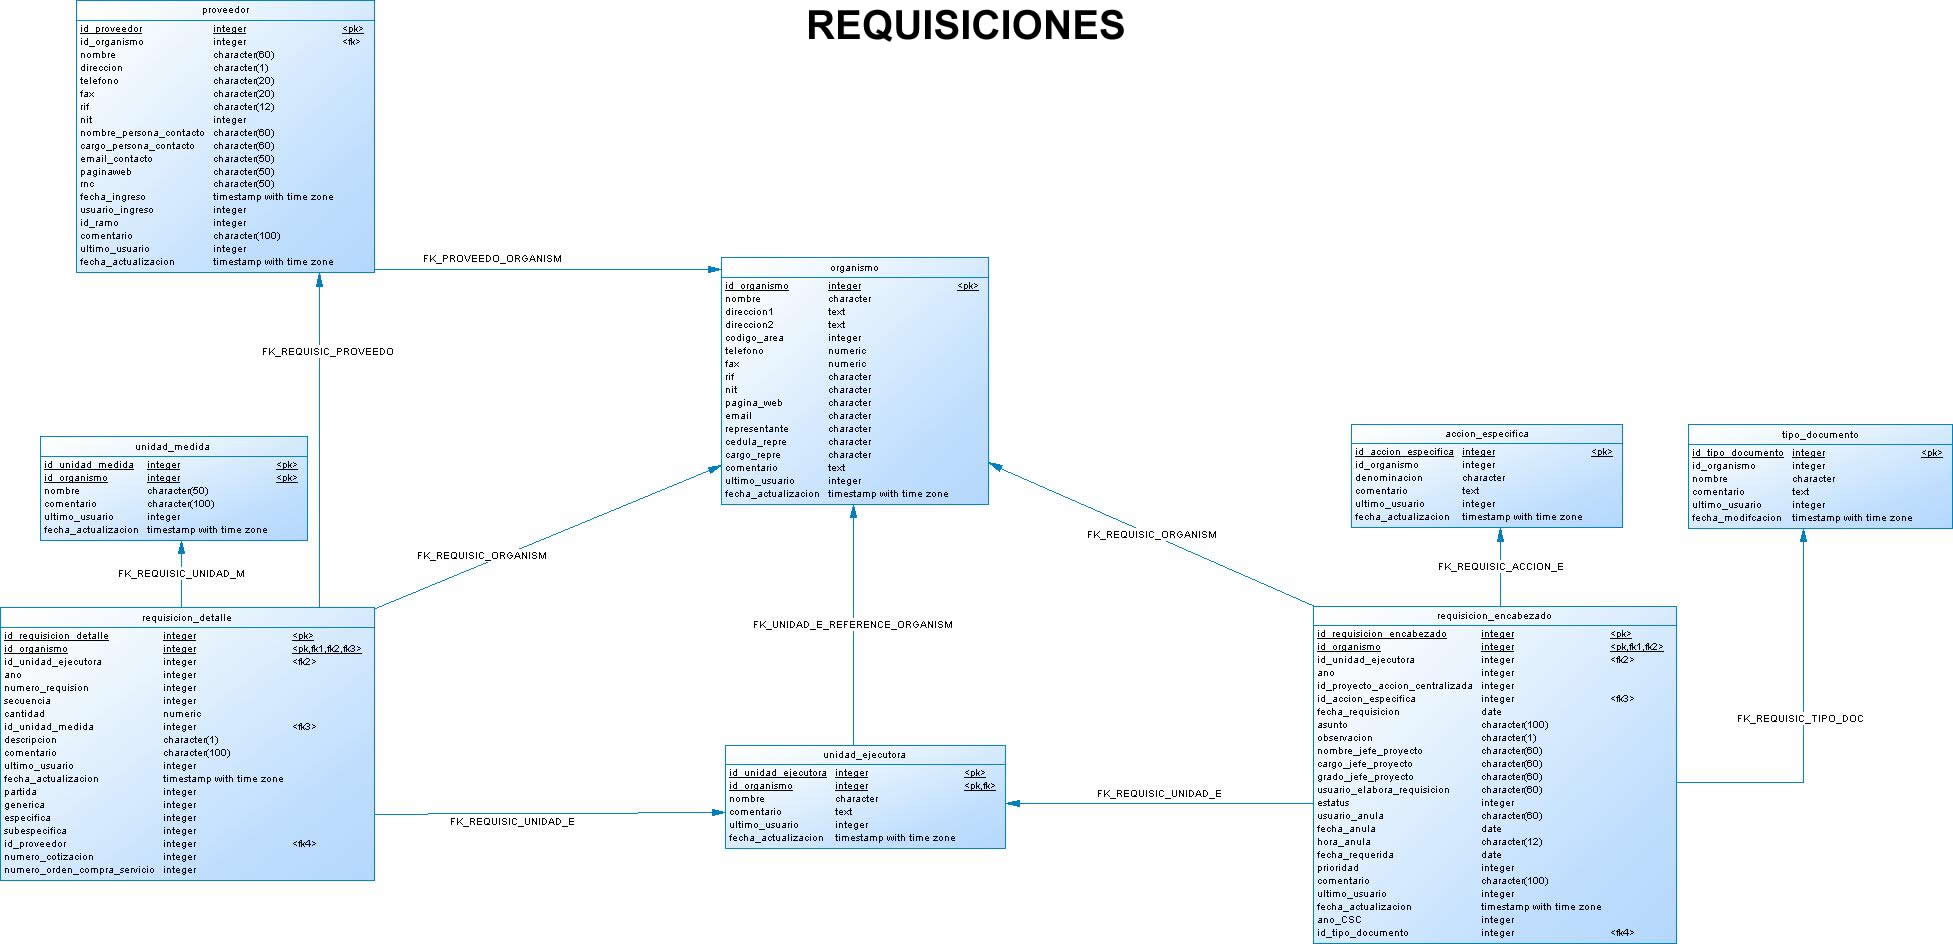 REQUISICIONES
proveedor
id_proveedor integer <pk>
id_organismo integer <fk>
nombre character(60)
direccion character(1)
telefono character(20)
fax character(20)
rif character(12)
nit integer
nombre_persona_contacto character(60)
cargo_persona_contacto character(60)
email_contacto character(50)
paginaweb character(50)
rnc character(50)
fecha_ingreso timestamp with time zone
usuario_ingreso integer
id_ramo integer
comentario character(100)
ultimo_usuario integer
fecha_actualizacion timestamp with time zone
FK_PROVEEDO_ORGANISM
organismo
id_organismo integer <pk>
nombre character
direccion1 text
direccion2 text
codigo_area integer
telefono numeric
fax numeric
rif character
nit character
pagina_web character
email character
representante character
cedula_repre character
cargo_repre character
comentario text
ultimo_usuario integer
fecha_actualizacion timestamp with time zone
FK_REQUISIC_PROVEEDO
unidad_medida
id_unidad_medida integer <pk>
id_organismo integer <pk>
nombre character(50)
comentario character(100)
ultimo_usuario integer
fecha_actualizacion timestamp with time zone
accion_especifica
id_accion_especifica integer <pk>
id_organismo integer
denominacion character
comentario text
ultimo_usuario integer
fecha_actualizacion timestamp with time zone
tipo_documento
id_tipo_documento integer <pk>
id_organismo integer
nombre character
comentario text
ultimo_usuario integer
fecha_modifcacion timestamp with time zone
FK_REQUISIC_UNIDAD_M
FK_REQUISIC_ORGANISM
FK_REQUISIC_ORGANISM
FK_REQUISIC_ACCION_E
FK_UNIDAD_E_REFERENCE_ORGANISM
FK_REQUISIC_TIPO_DOC
requisicion_detalle
id_requisicion_detalle integer <pk>
id_organismo integer <pk,fk1,fk2,fk3>
id_unidad_ejecutora integer <fk2>
ano integer
numero_requision integer
secuencia integer
cantidad numeric
id_unidad_medida integer <fk3>
descripcion character(1)
comentario character(100)
ultimo_usuario integer
fecha_actualizacion timestamp with time zone
partida integer
generica integer
especifica integer
subespecifica integer
id_proveedor integer <fk4>
numero_cotizacion integer
numero_orden_compra_servicio integer
FK_REQUISIC_UNIDAD_E
unidad_ejecutora
id_unidad_ejecutora integer <pk>
id_organismo integer <pk,fk>
nombre character
comentario text
ultimo_usuario integer
fecha_actualizacion timestamp with time zone
FK_REQUISIC_UNIDAD_E
requisicion_encabezado
id_requisicion_encabezado integer <pk>
id_organismo integer <pk,fk1,fk2>
id_unidad_ejecutora integer <fk2>
ano integer
id_proyecto_accion_centralizada integer
id_accion_especifica integer <fk3>
fecha_requisicion date
asunto character(100)
observacion character(1)
nombre_jefe_proyecto character(60)
cargo_jefe_proyecto character(60)
grado_jefe_proyecto character(60)
usuario_elabora_requisicion character(60)
estatus integer
usuario_anula character(60)
fecha_anula date
hora_anula character(12)
fecha_requerida date
prioridad integer
comentario character(100)
ultimo_usuario integer
fecha_actualizacion timestamp with time zone
ano_CSC integer
id_tipo_documento integer <fk4>